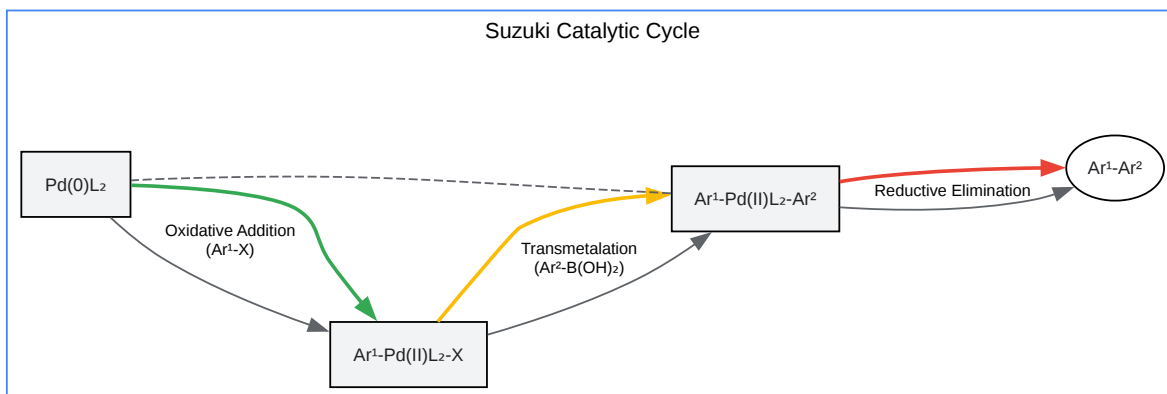 Suzuki Catalytic Cycle
Pd(0)L₂
Oxidative Addition
(Ar¹-X)
Ar¹-Pd(II)L₂-X
Transmetalation
(Ar²-B(OH)₂)
Ar¹-Pd(II)L₂-Ar²
Reductive Elimination
Ar¹-Ar²